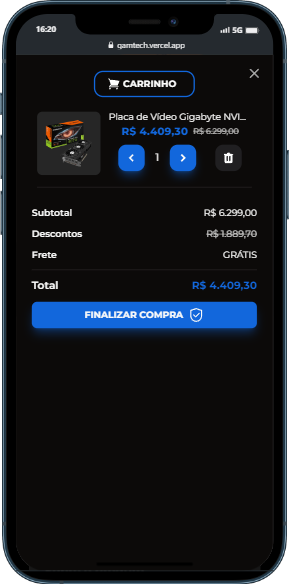 16:20
5G
qamtech.vercel.app
CARRINHO
Placa de Vídeo Gigabyte NVI...
R$ 4.409,30 R$ 6.299,00
1
Subtotal R$ 6.299,00
Descontos R$ 1.889,70
Frete GRÁTIS
Total R$ 4.409,30
FINALIZAR COMPRA